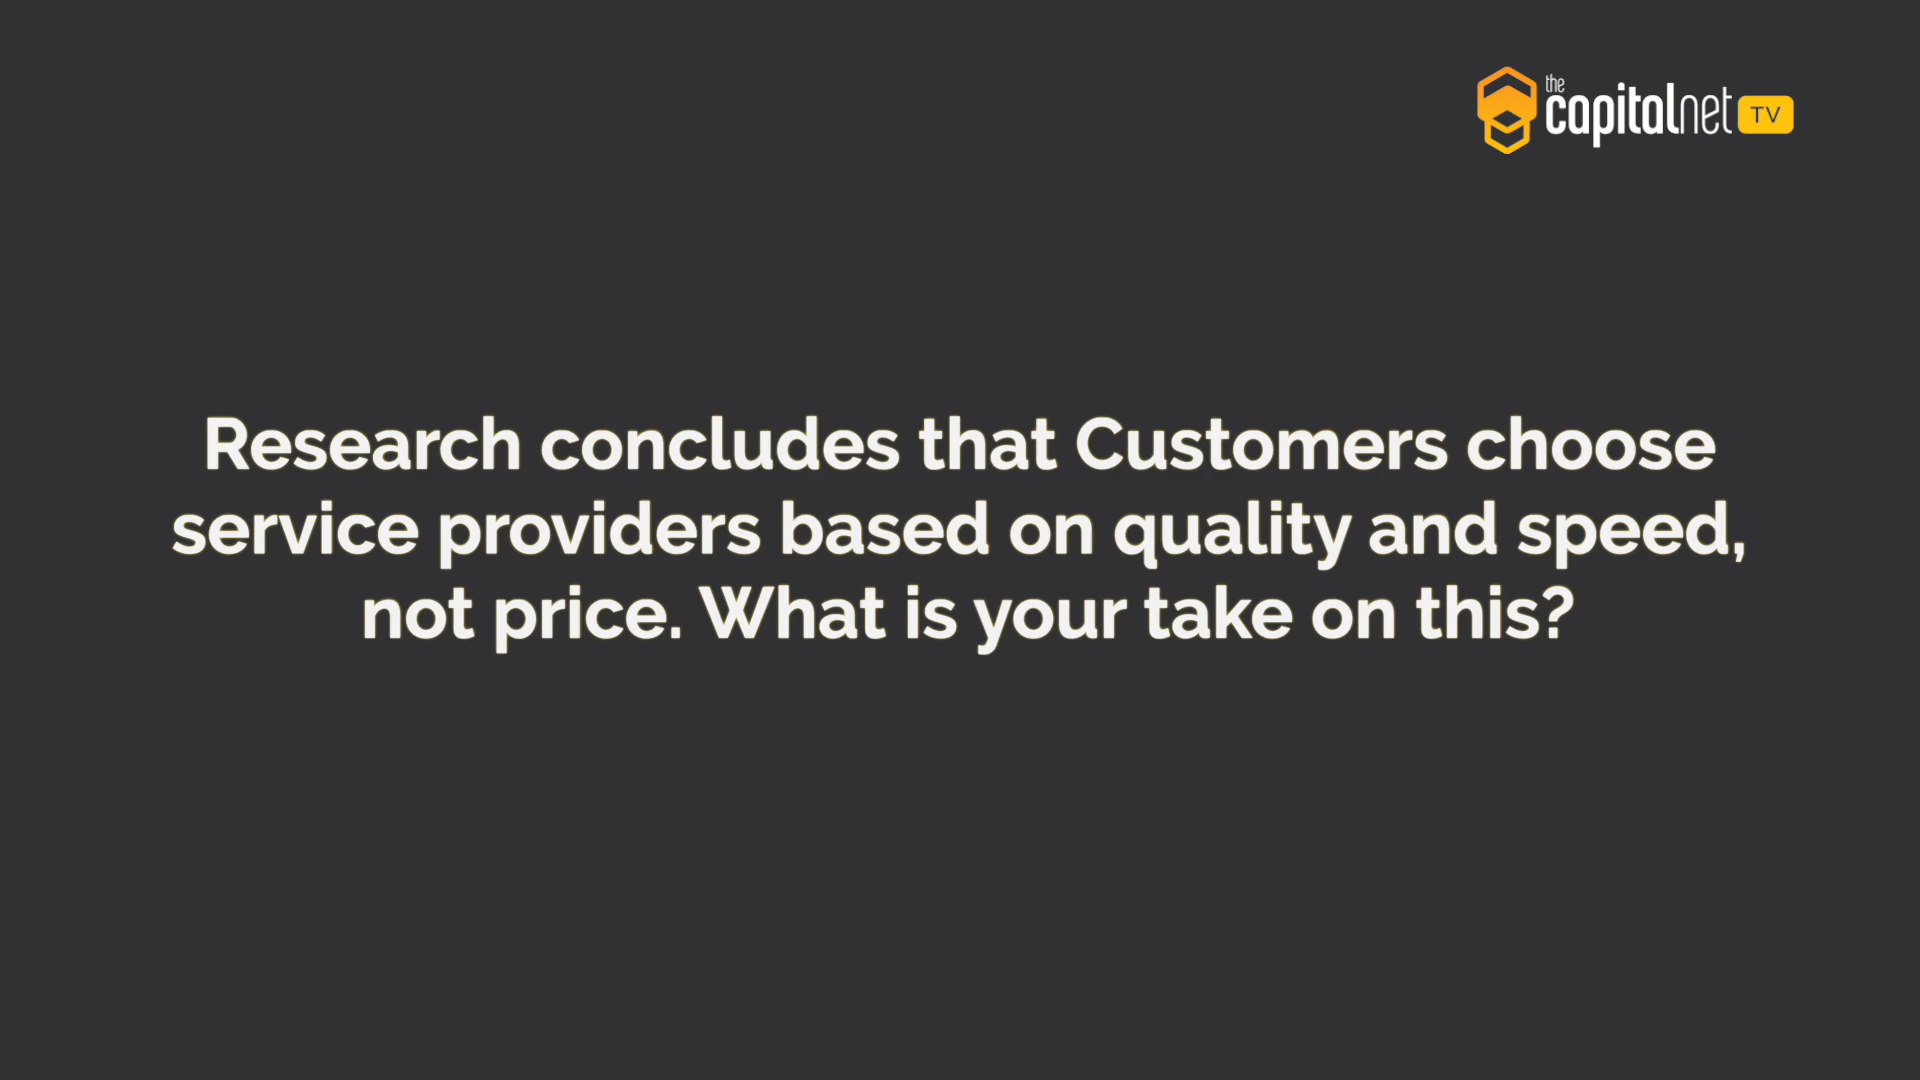 the
capitalnet TV
Research concludes that Customers choose
service providers based on quality and speed,
not price. What is your take on this?